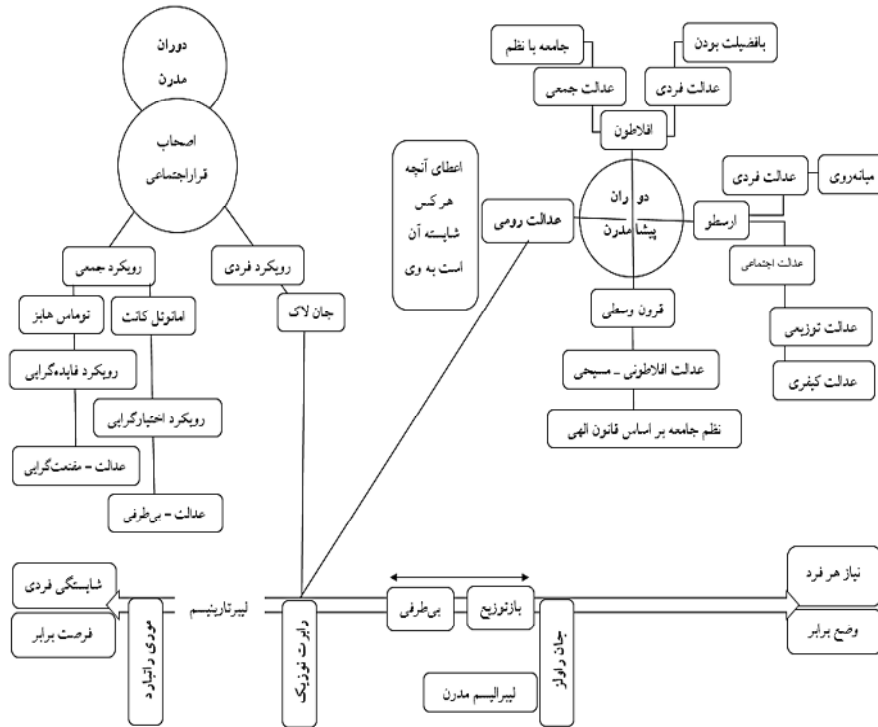 دوران
مدرن
اصحاب
قراراجتماعی
رویکرد جمعی
رویکرد فردی
توماس هابز
امانوئل کانت
جان لاک
رویکرد فایده‌گرایی
رویکرد اختیارگرایی
عدالت - مفنعت‌گرایی
عدالت - بی‌طرفی
جامعه با نظم
بافضیلت بودن
عدالت جمعی
عدالت فردی
افلاطون
اعطای آنچه
هر کس
شایسته آن
است به وی
عدالت رومی
دوران
پیشامدرن
ارسطو
عدالت فردی
میانه‌روی
عدالت اجتماعی
عدالت توزیعی
عدالت کیفری
قرون وسطی
عدالت افلاطونی - مسیحی
نظم جامعه بر اساس قانون الهی
شایستگی فردی
فرصت برابر
موری راتبارد
لیبرتارینیسم
رابرت نوزیک
بی‌طرفی
بازتوزیع
جان راولز
لیبرالیسم مدرن
نیاز هر فرد
وضع برابر